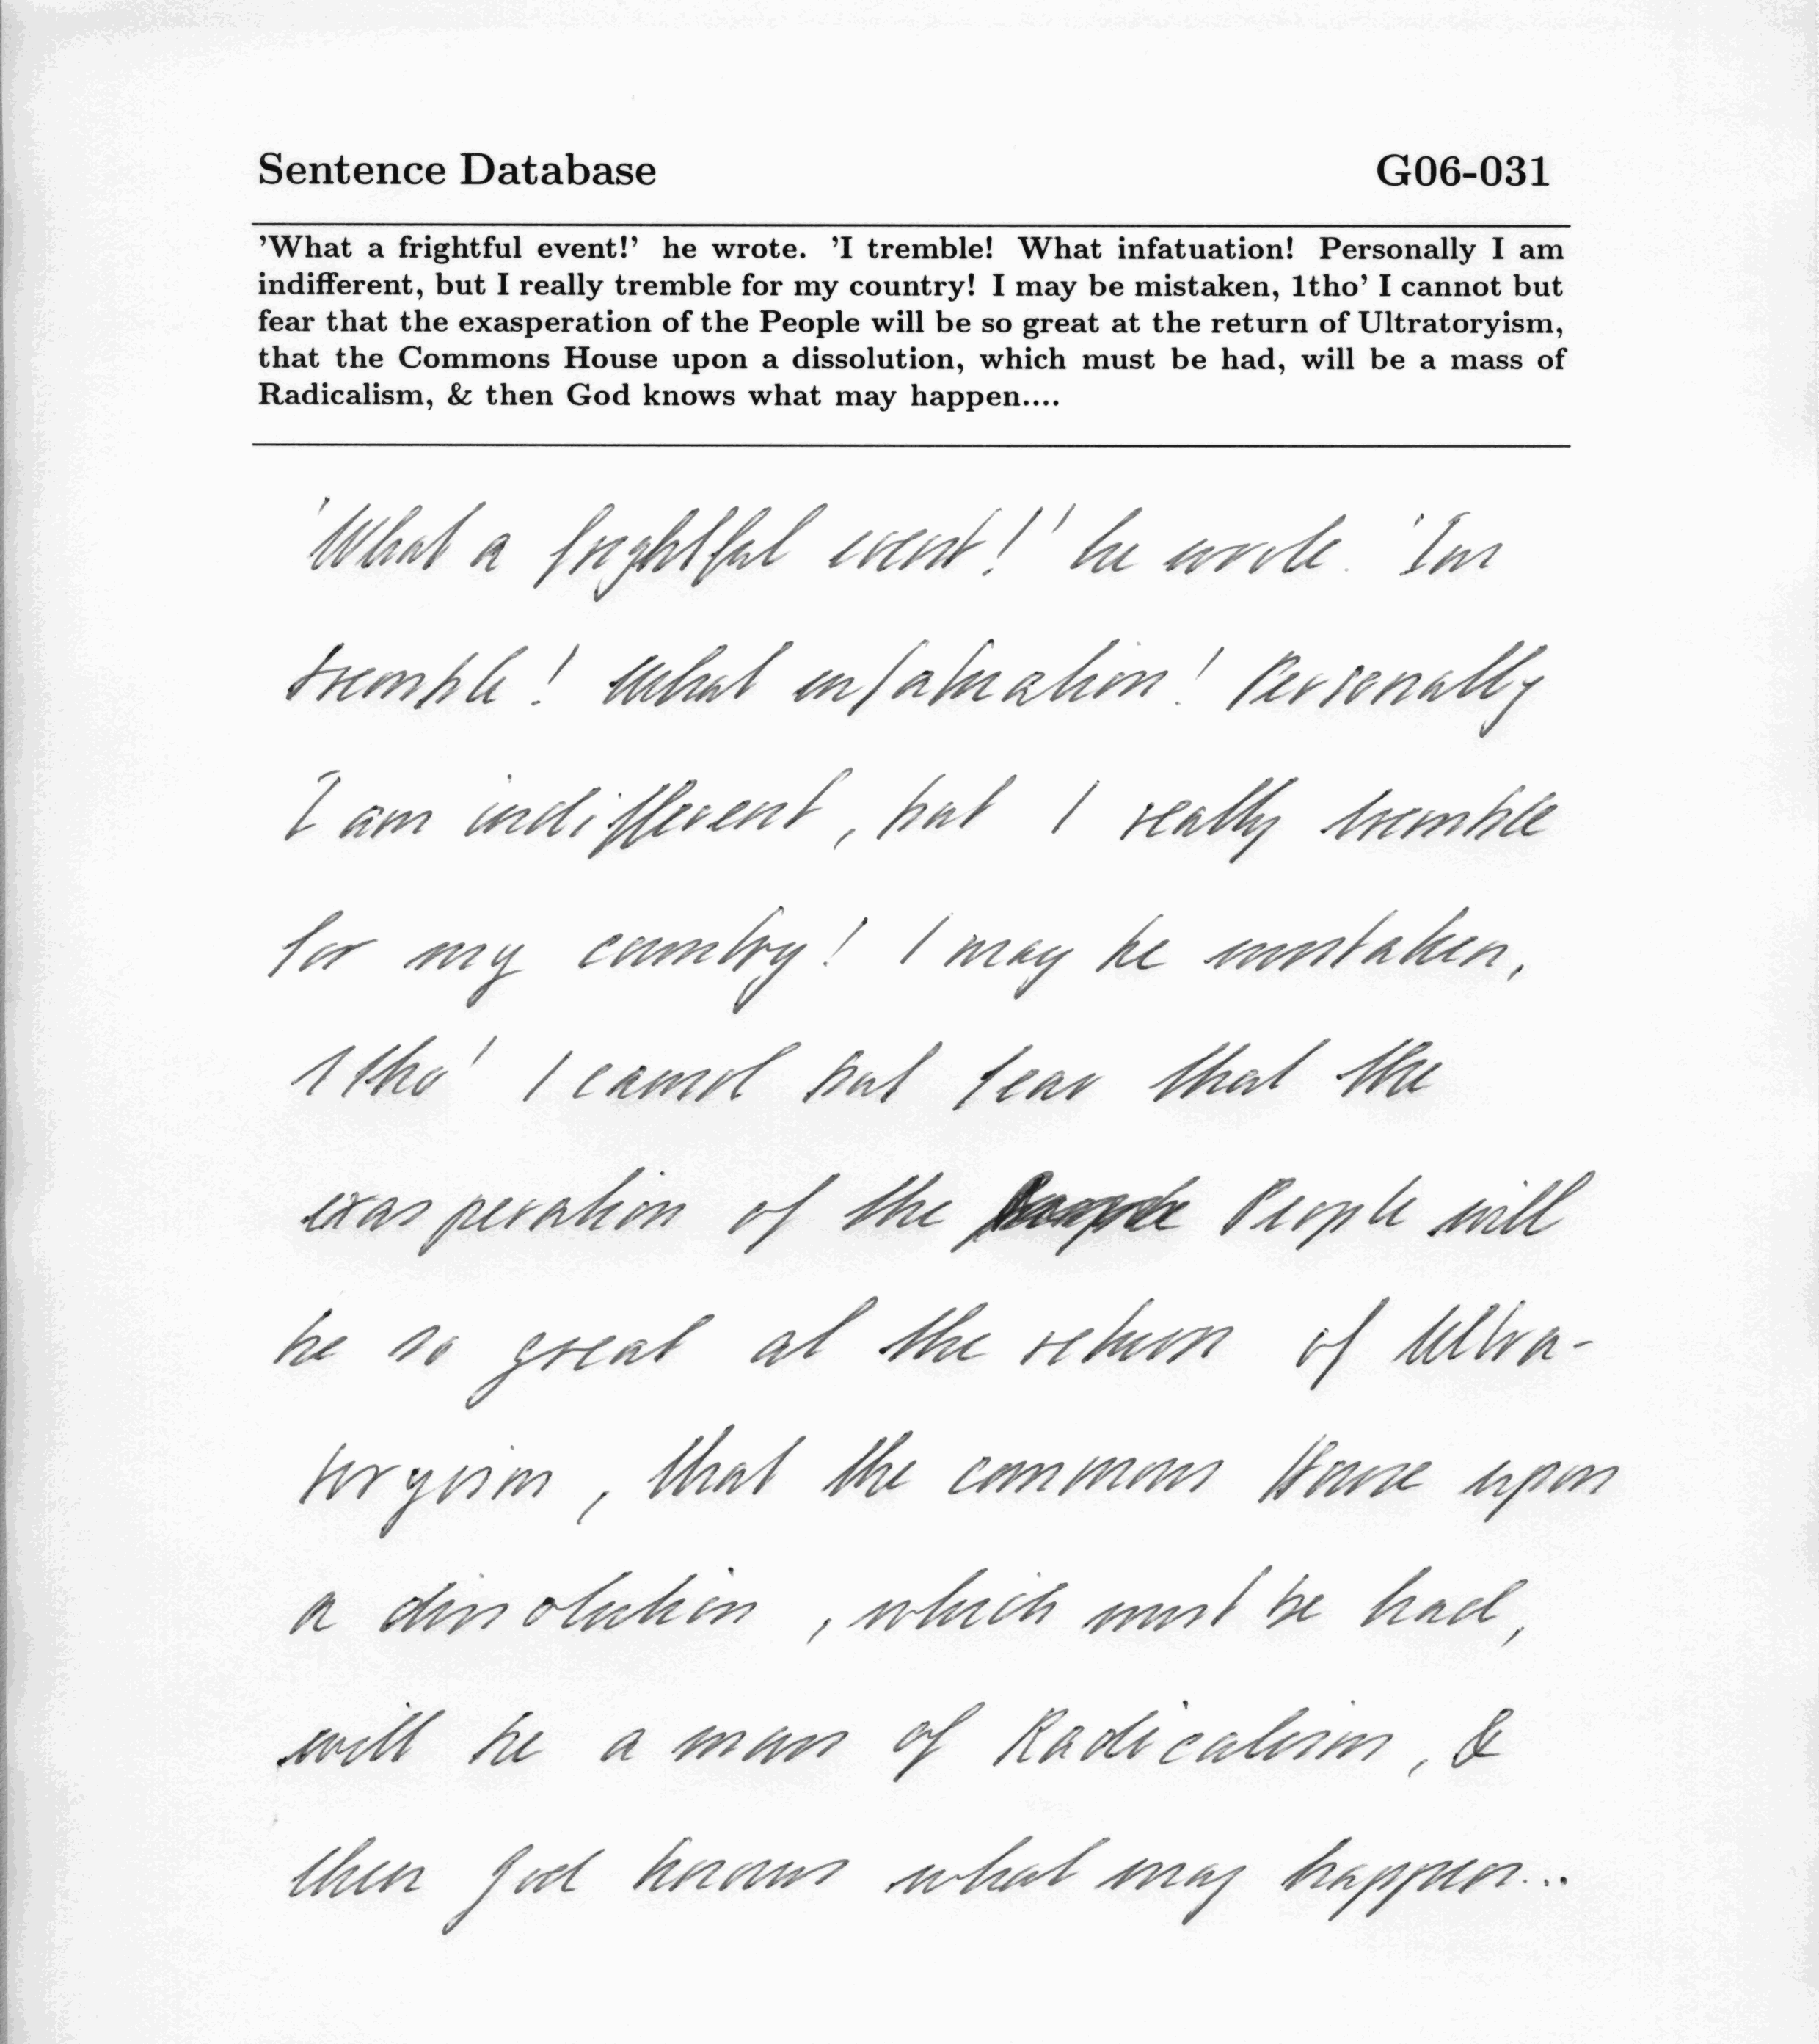 Sentence Database G06-031
'What a frightful event!' he wrote. 'I tremble! What infatuation! Personally I am
indifferent, but I really tremble for my country! I may be mistaken, 1tho' I cannot but
fear that the exasperation of the People will be so great at the return of Ultratoryism,
that the Commons House upon a dissolution, which must be had, will be a mass of
Radicalism, & then God knows what may happen....
'What a frightful event!' he wrote. 'Im
tremble! What infatuation! Personally
I am indifferent, but I really tremble
for my country! I may be mistaken,
1tho' I cannot but fear that the
exasperation of the People will
be so great at the return of Ultra-
toryism, that the commons House upon
a dissolution, which must be had,
will be a mass of Radicalism, &
then god knows what may happen...